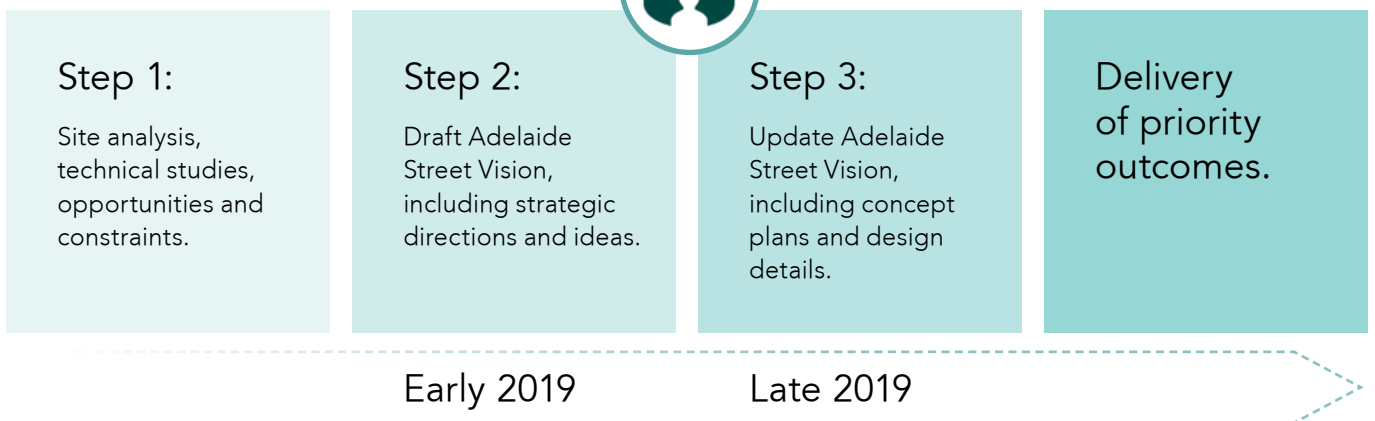 Step 1:
Site analysis,
technical studies,
opportunities and
constraints.
Step 2:
Draft Adelaide
Street Vision,
including strategic
directions and ideas.
Step 3:
Update Adelaide
Street Vision,
including concept
plans and design
details.
Delivery
of priority
outcomes.
Early 2019
Late 2019